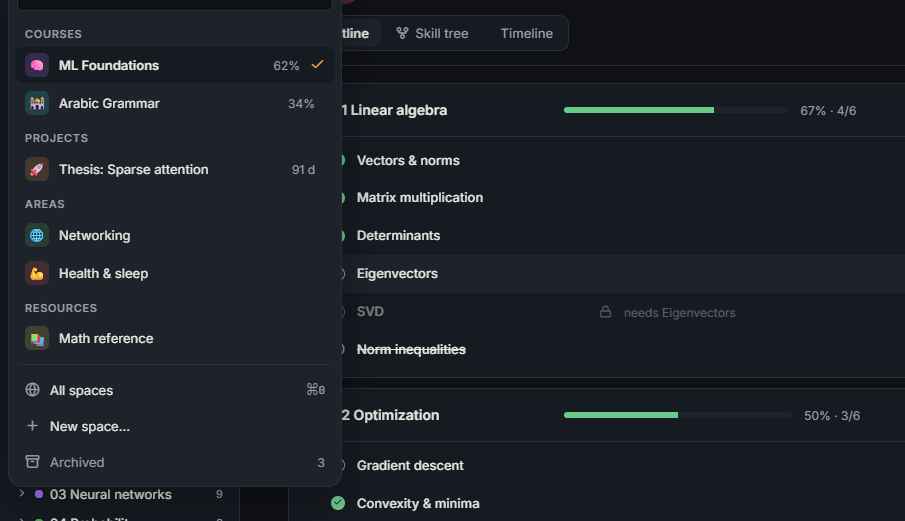 COURSES
ML Foundations 62%
Arabic Grammar 34%
PROJECTS
Thesis: Sparse attention 91 d
AREAS
Networking
Health & sleep
RESOURCES
Math reference
All spaces ⌘8
New space...
Archived 3
03 Neural networks 9
Skill tree Timeline
1 Linear algebra 67% · 4/6
Vectors & norms
Matrix multiplication
Determinants
Eigenvectors
SVD needs Eigenvectors
Norm inequalities
2 Optimization 50% · 3/6
Gradient descent
Convexity & minima